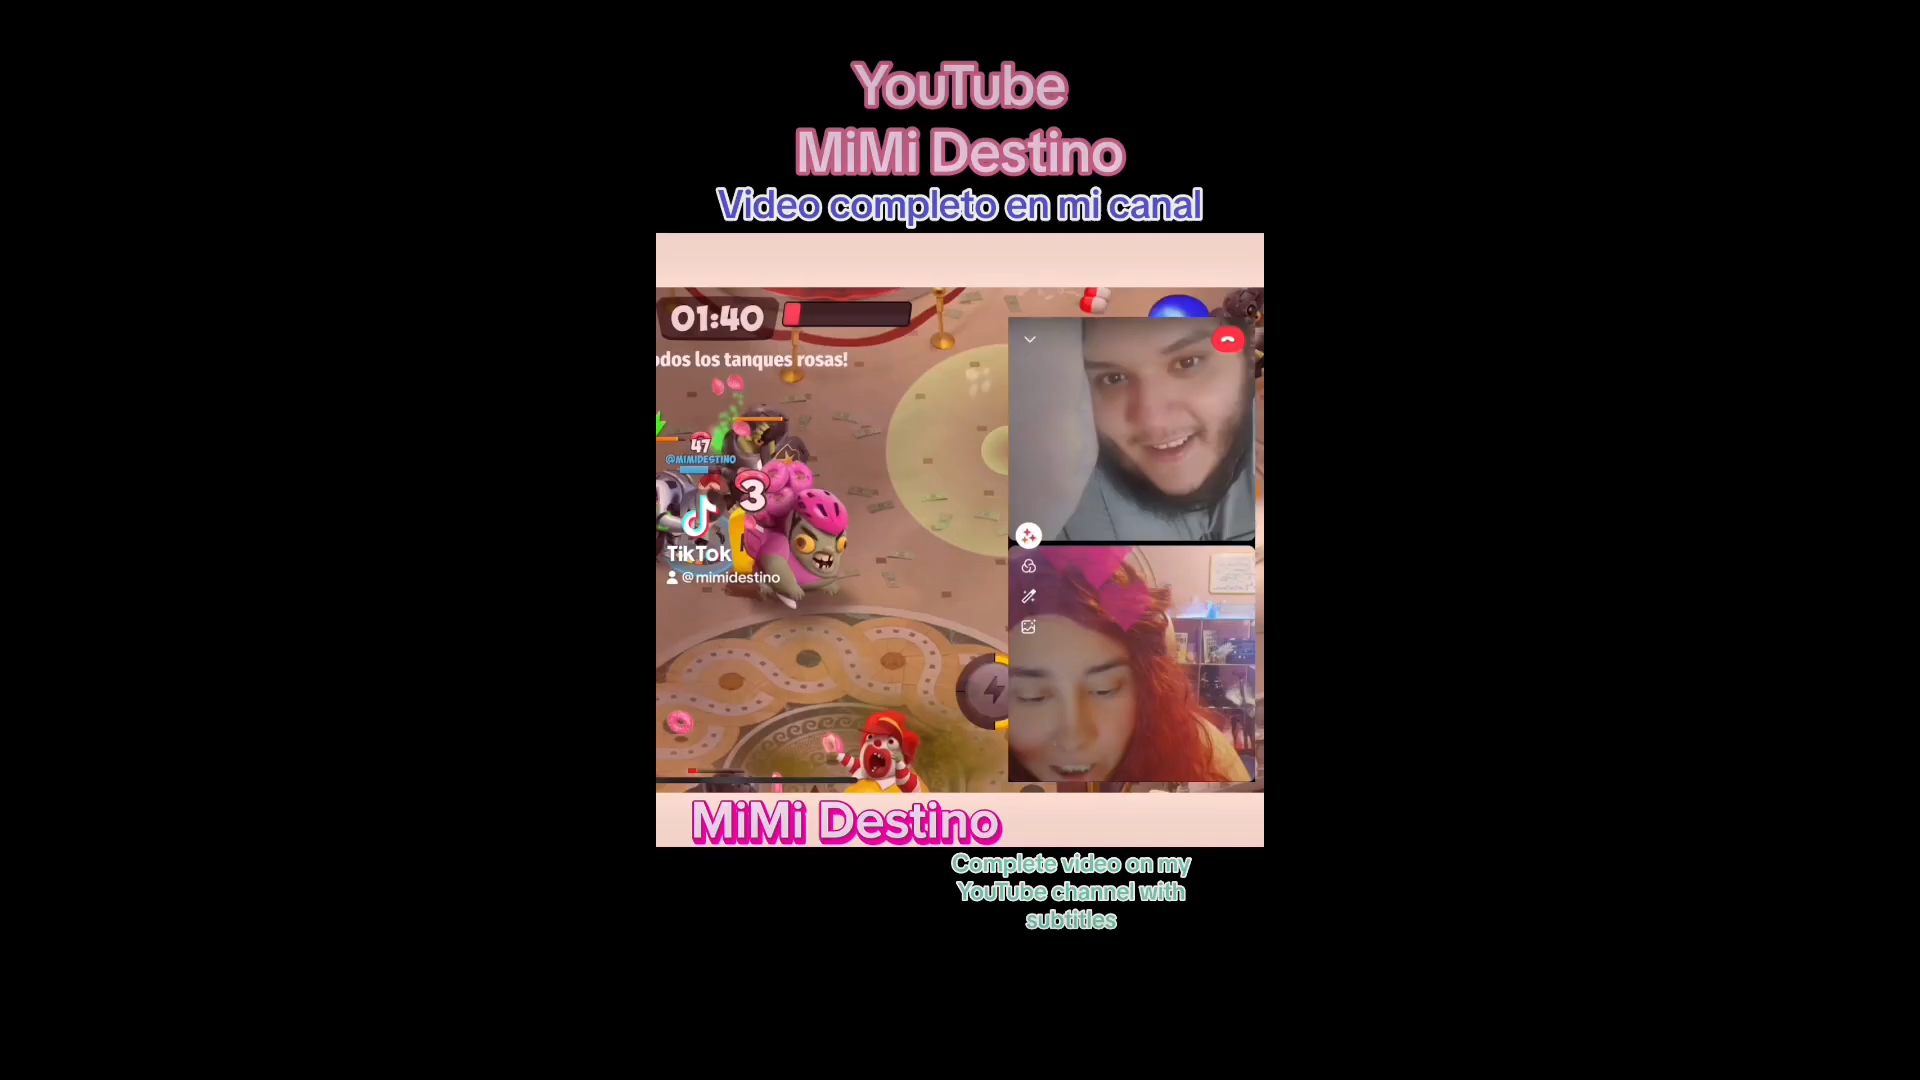 YouTube
MiMi Destino
Video completo en mi canal
01:40
odos los tanques rosas!
47
@MIMIDESTINO
3
TikTok
@mimidestino
MiMi Destino
Complete video on my
YouTube channel with
subtitles